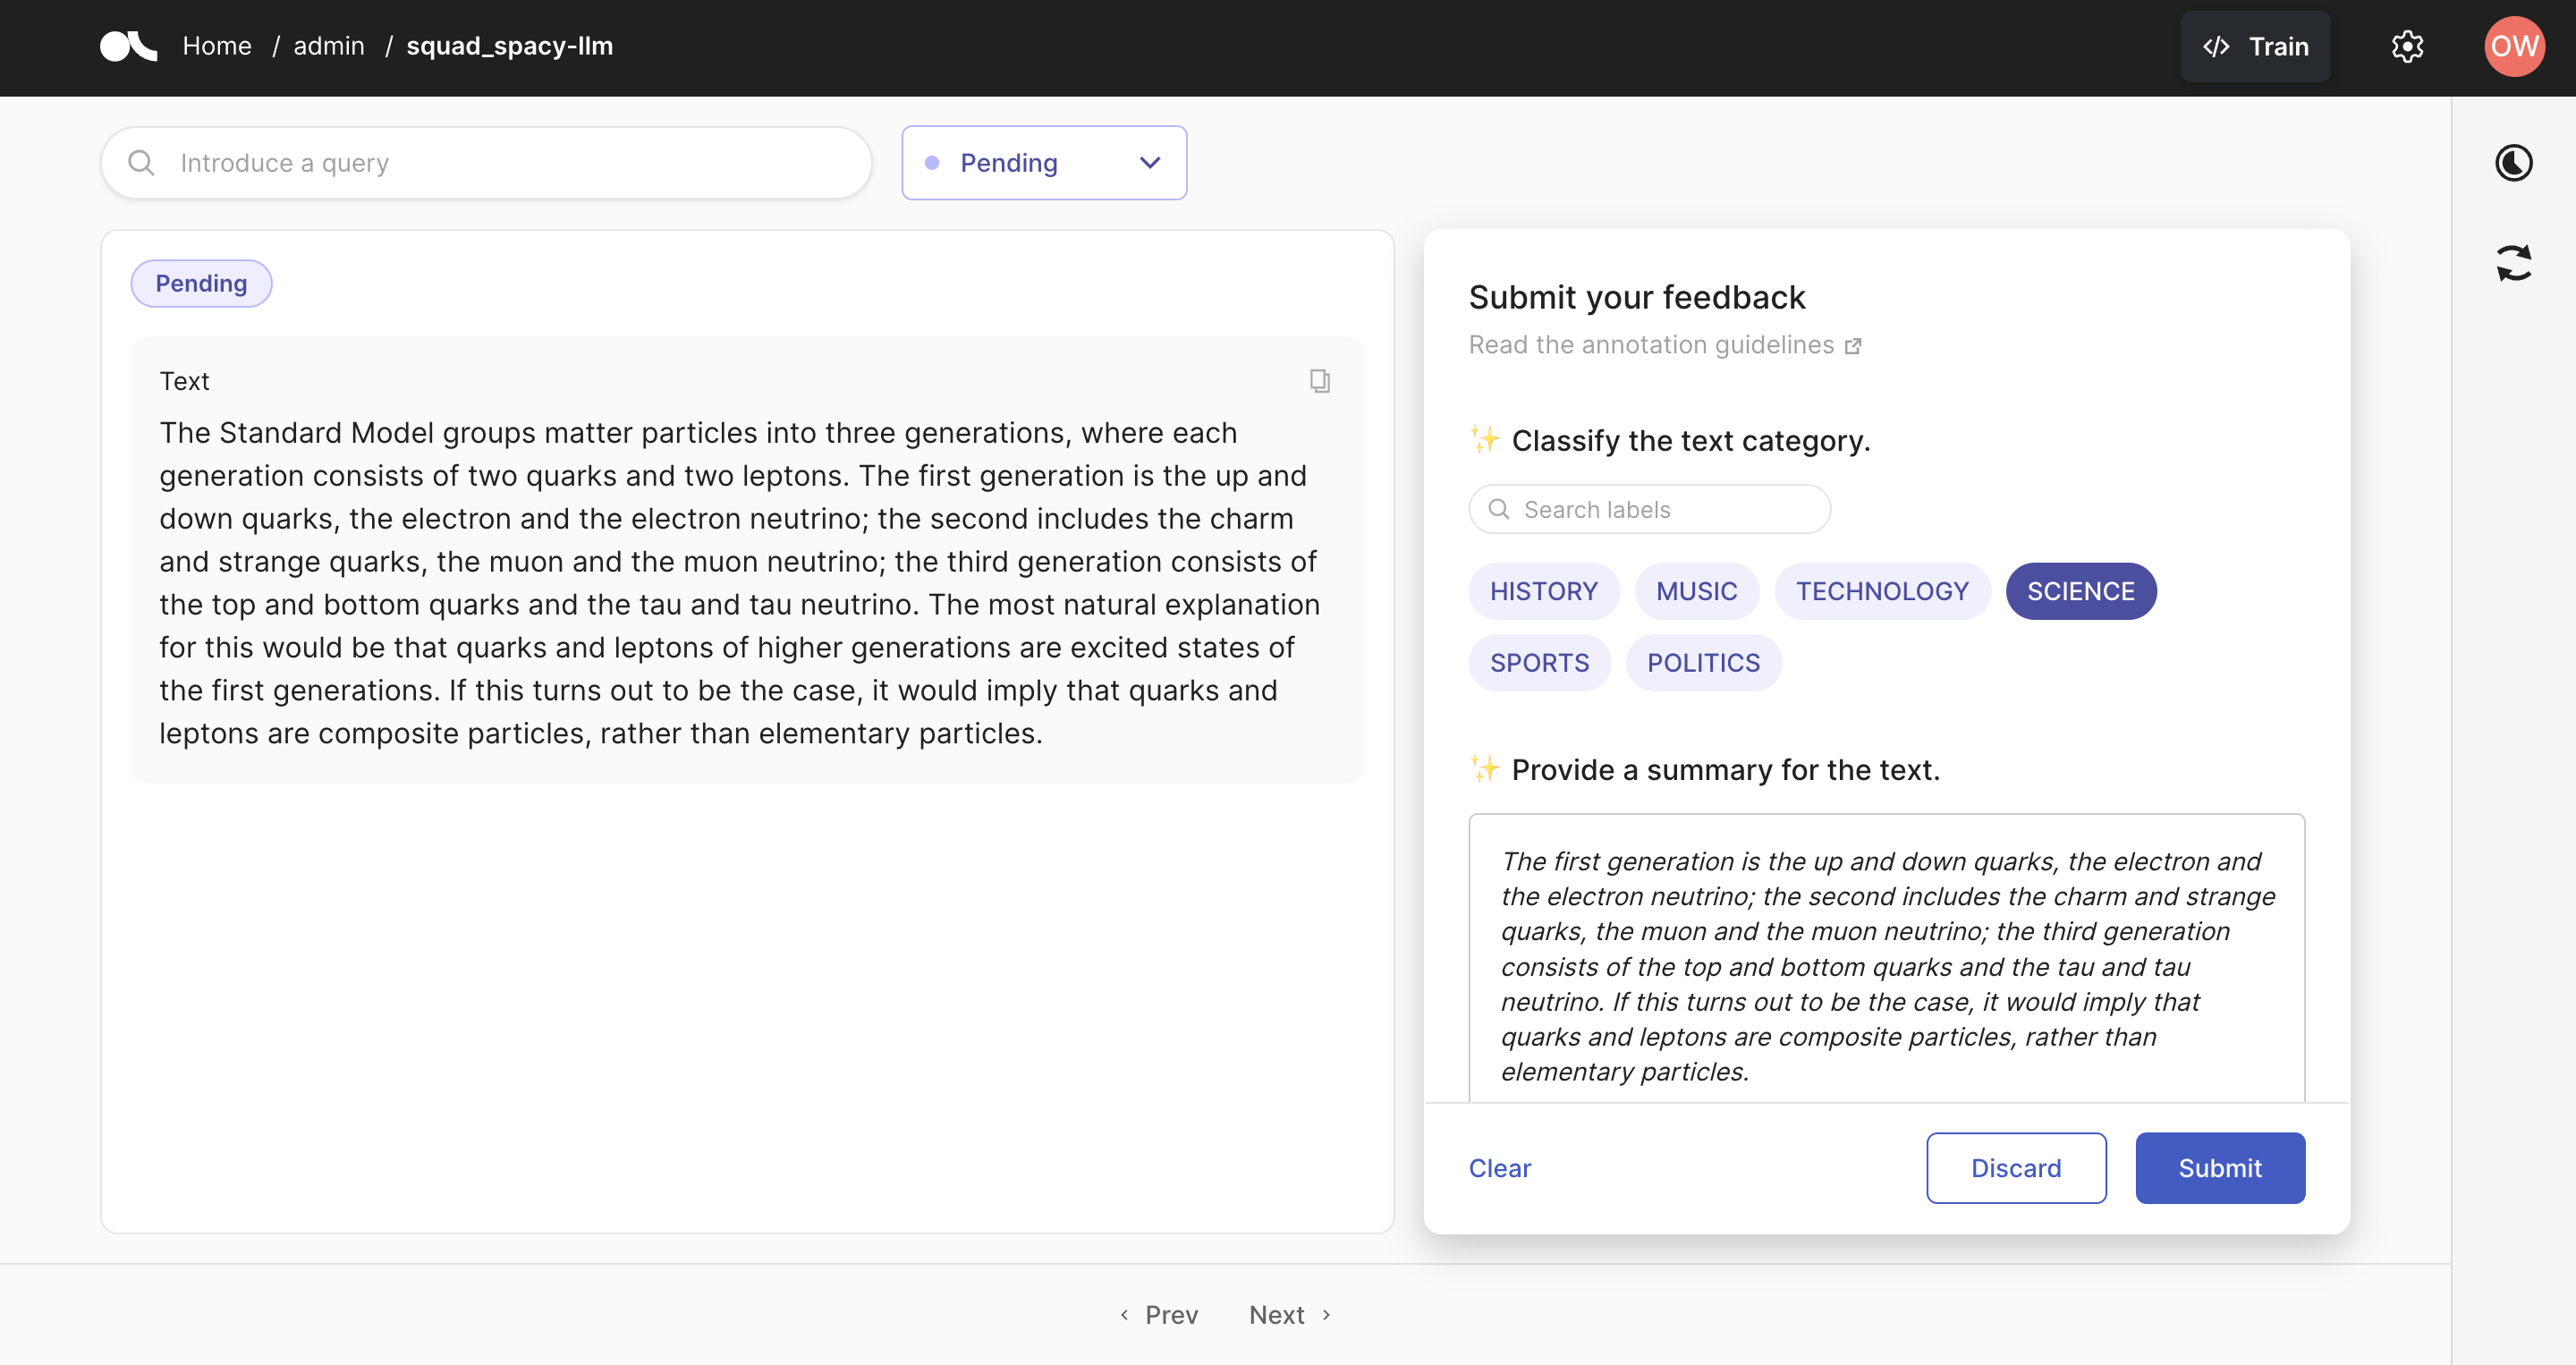 Home / admin / squad_spacy-llm
</> Train
OW
Introduce a query
Pending
Pending
Text
The Standard Model groups matter particles into three generations, where each
generation consists of two quarks and two leptons. The first generation is the up and
down quarks, the electron and the electron neutrino; the second includes the charm
and strange quarks, the muon and the muon neutrino; the third generation consists of
the top and bottom quarks and the tau and tau neutrino. The most natural explanation
for this would be that quarks and leptons of higher generations are excited states of
the first generations. If this turns out to be the case, it would imply that quarks and
leptons are composite particles, rather than elementary particles.
Submit your feedback
Read the annotation guidelines
✨ Classify the text category.
Search labels
HISTORY MUSIC TECHNOLOGY SCIENCE
SPORTS POLITICS
✨ Provide a summary for the text.
The first generation is the up and down quarks, the electron and
the electron neutrino; the second includes the charm and strange
quarks, the muon and the muon neutrino; the third generation
consists of the top and bottom quarks and the tau and tau
neutrino. If this turns out to be the case, it would imply that
quarks and leptons are composite particles, rather than
elementary particles.
Clear Discard Submit
‹ Prev Next ›